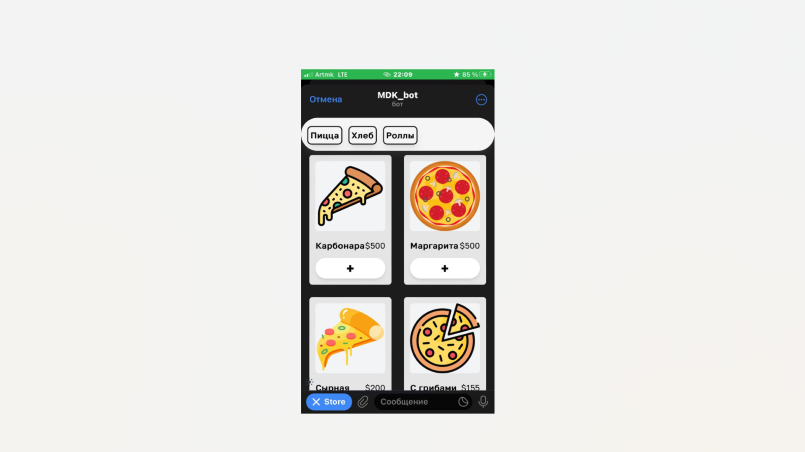 Artmk LTE 22:09 85 %
Отмена MDK_bot
бот
Пицца Хлеб Роллы
Карбонара $500 Маргарита $500
+ +
Сырная $200 С грибами $155
Store Сообщение